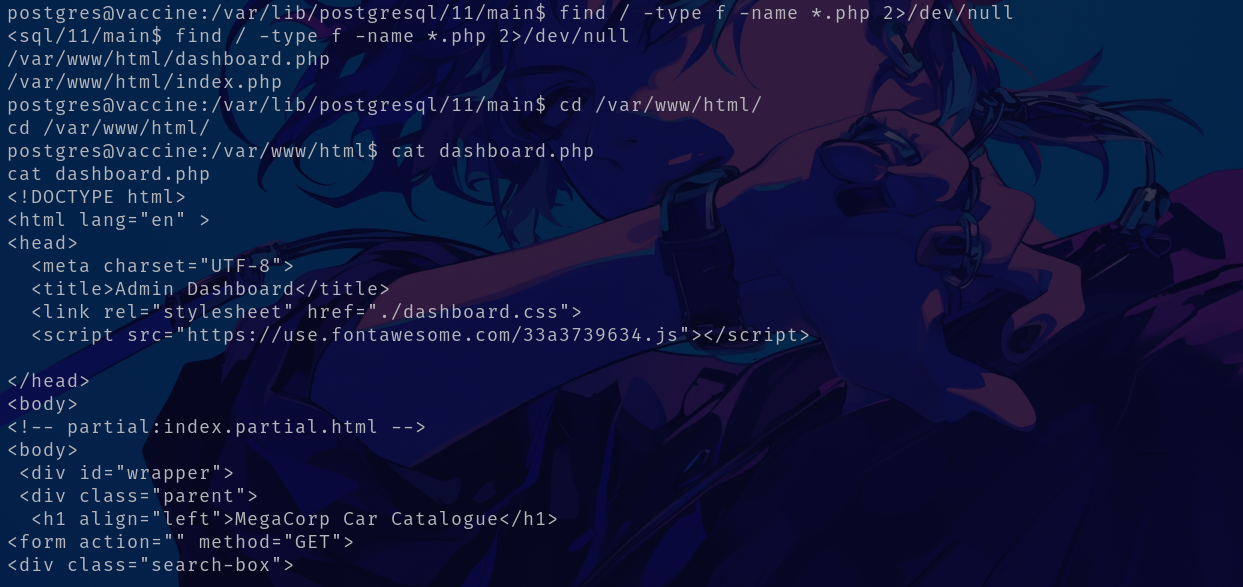 postgres@vaccine:/var/lib/postgresql/11/main$ find / -type f -name *.php 2>/dev/null
<sql/11/main$ find / -type f -name *.php 2>/dev/null
/var/www/html/dashboard.php
/var/www/html/index.php
postgres@vaccine:/var/lib/postgresql/11/main$ cd /var/www/html/
cd /var/www/html/
postgres@vaccine:/var/www/html$ cat dashboard.php
cat dashboard.php
<!DOCTYPE html>
<html lang="en" >
<head>
  <meta charset="UTF-8">
  <title>Admin Dashboard</title>
  <link rel="stylesheet" href="./dashboard.css">
  <script src="https://use.fontawesome.com/33a3739634.js"></script>

</head>
<body>
<!-- partial:index.partial.html -->
<body>
 <div id="wrapper">
 <div class="parent">
  <h1 align="left">MegaCorp Car Catalogue</h1>
<form action="" method="GET">
<div class="search-box">